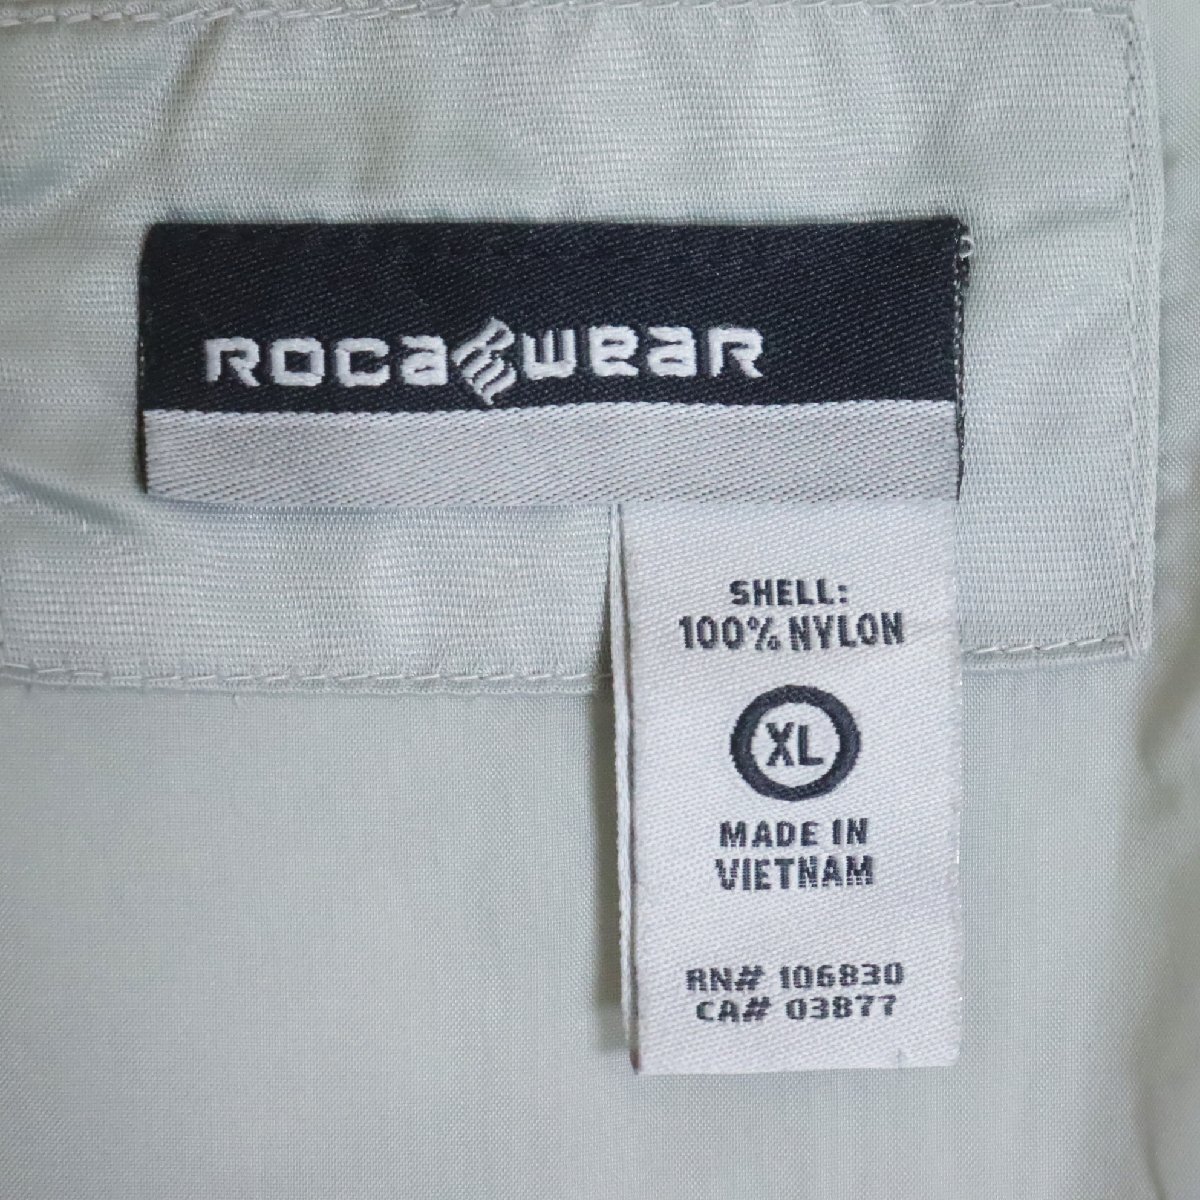 ROCAWEAR
SHELL:
100% NYLON
XL
MADE IN
VIETNAM
RN# 106830
CA# 03877